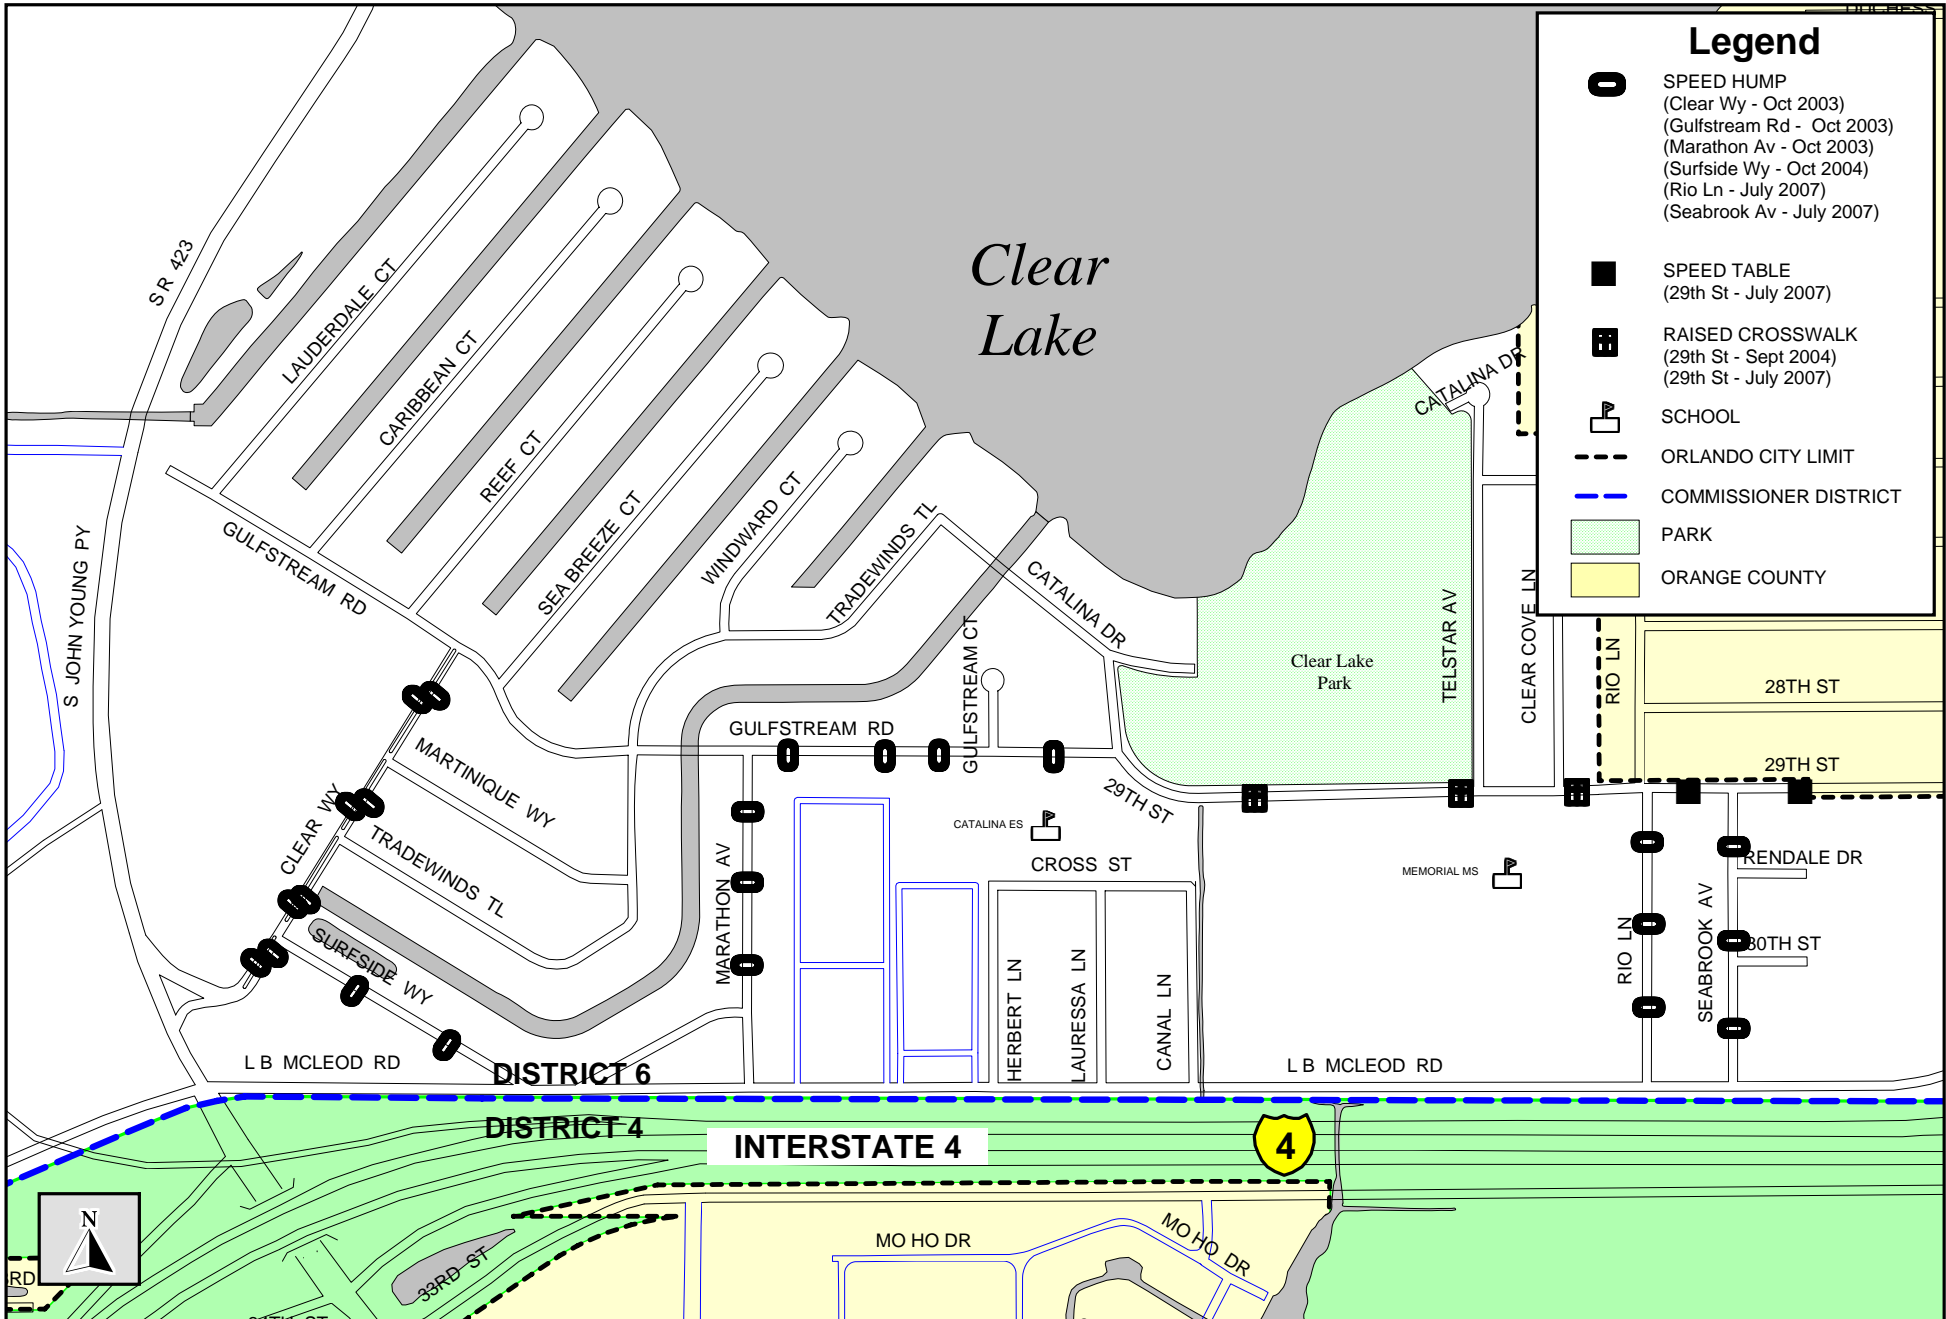 DUCHESS
Legend
SPEED HUMP
(Clear Wy - Oct 2003)
(Gulfstream Rd - Oct 2003)
(Marathon Av - Oct 2003)
(Surfside Wy - Oct 2004)
(Rio Ln - July 2007)
(Seabrook Av - July 2007)
SPEED TABLE
(29th St - July 2007)
RAISED CROSSWALK
(29th St - Sept 2004)
(29th St - July 2007)
SCHOOL
ORLANDO CITY LIMIT
COMMISSIONER DISTRICT
PARK
ORANGE COUNTY
Clear
Lake
S R 423
LAUDERDALE CT
CARIBBEAN CT
REEF CT
SEA BREEZE CT
WINDWARD CT
TRADEWINDS TL
CATALINA DR
CATALINA DR
GULFSTREAM RD
S JOHN YOUNG PY
GULFSTREAM CT
Clear Lake
Park
TELSTAR AV
CLEAR COVE LN
RIO LN
28TH ST
GULFSTREAM RD
29TH ST
29TH ST
MARTINIQUE WY
CLEAR WY
TRADEWINDS TL
SURFSIDE WY
MARATHON AV
CATALINA ES
CROSS ST
MEMORIAL MS
RENDALE DR
30TH ST
SEABROOK AV
RIO LN
HERBERT LN
LAURESSA LN
CANAL LN
L B MCLEOD RD
L B MCLEOD RD
DISTRICT 6
DISTRICT 4
INTERSTATE 4
4
N
MO HO DR
MO HO DR
33RD ST